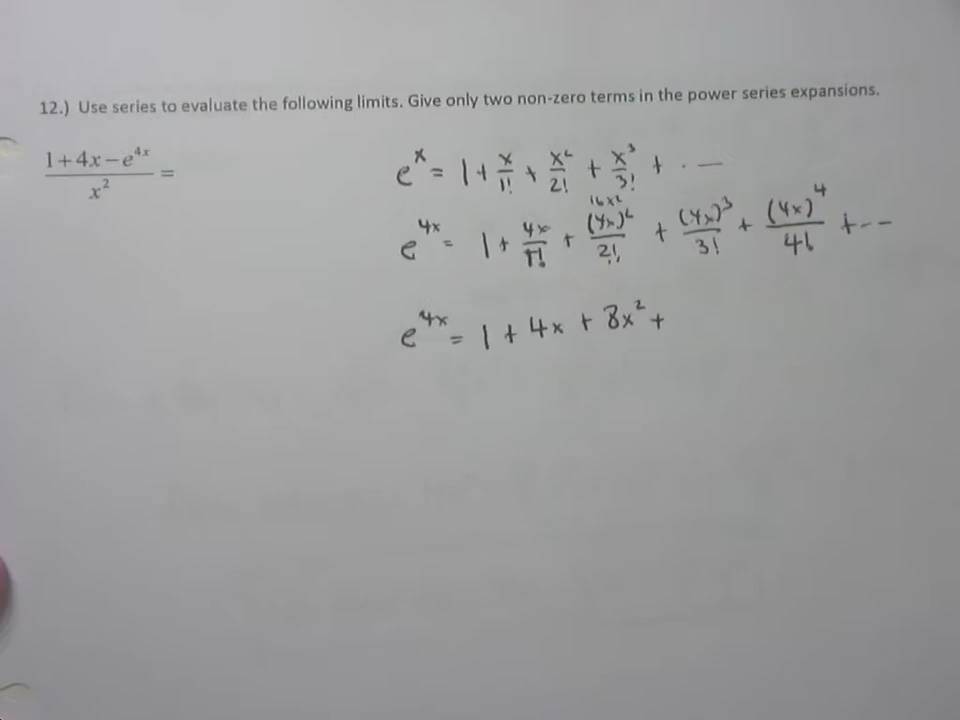 12.) Use series to evaluate the following limits. Give only two non-zero terms in the power series expansions.
(1+4x−e^{4x})/x² =
e^x = 1 + x/1! + x²/2! + x³/3! + · —
16x²
e^{4x} = 1 + 4x/1! + (4x)²/2! + (4x)³/3! + (4x)^4/4! + --
e^{4x} = 1 + 4x + 8x² +